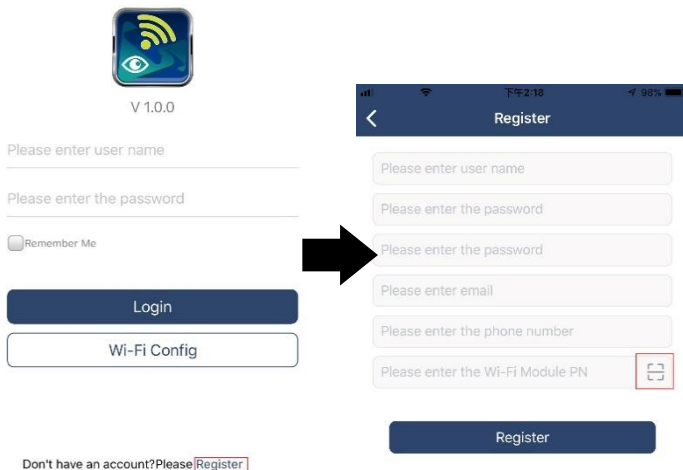 V 1.0.0
Please enter user name
Please enter the password
Remember Me
Login
Wi-Fi Config
Don't have an account?Please Register
下午2:18
98%
Register
Please enter user name
Please enter the password
Please enter the password
Please enter email
Please enter the phone number
Please enter the Wi-Fi Module PN
Register